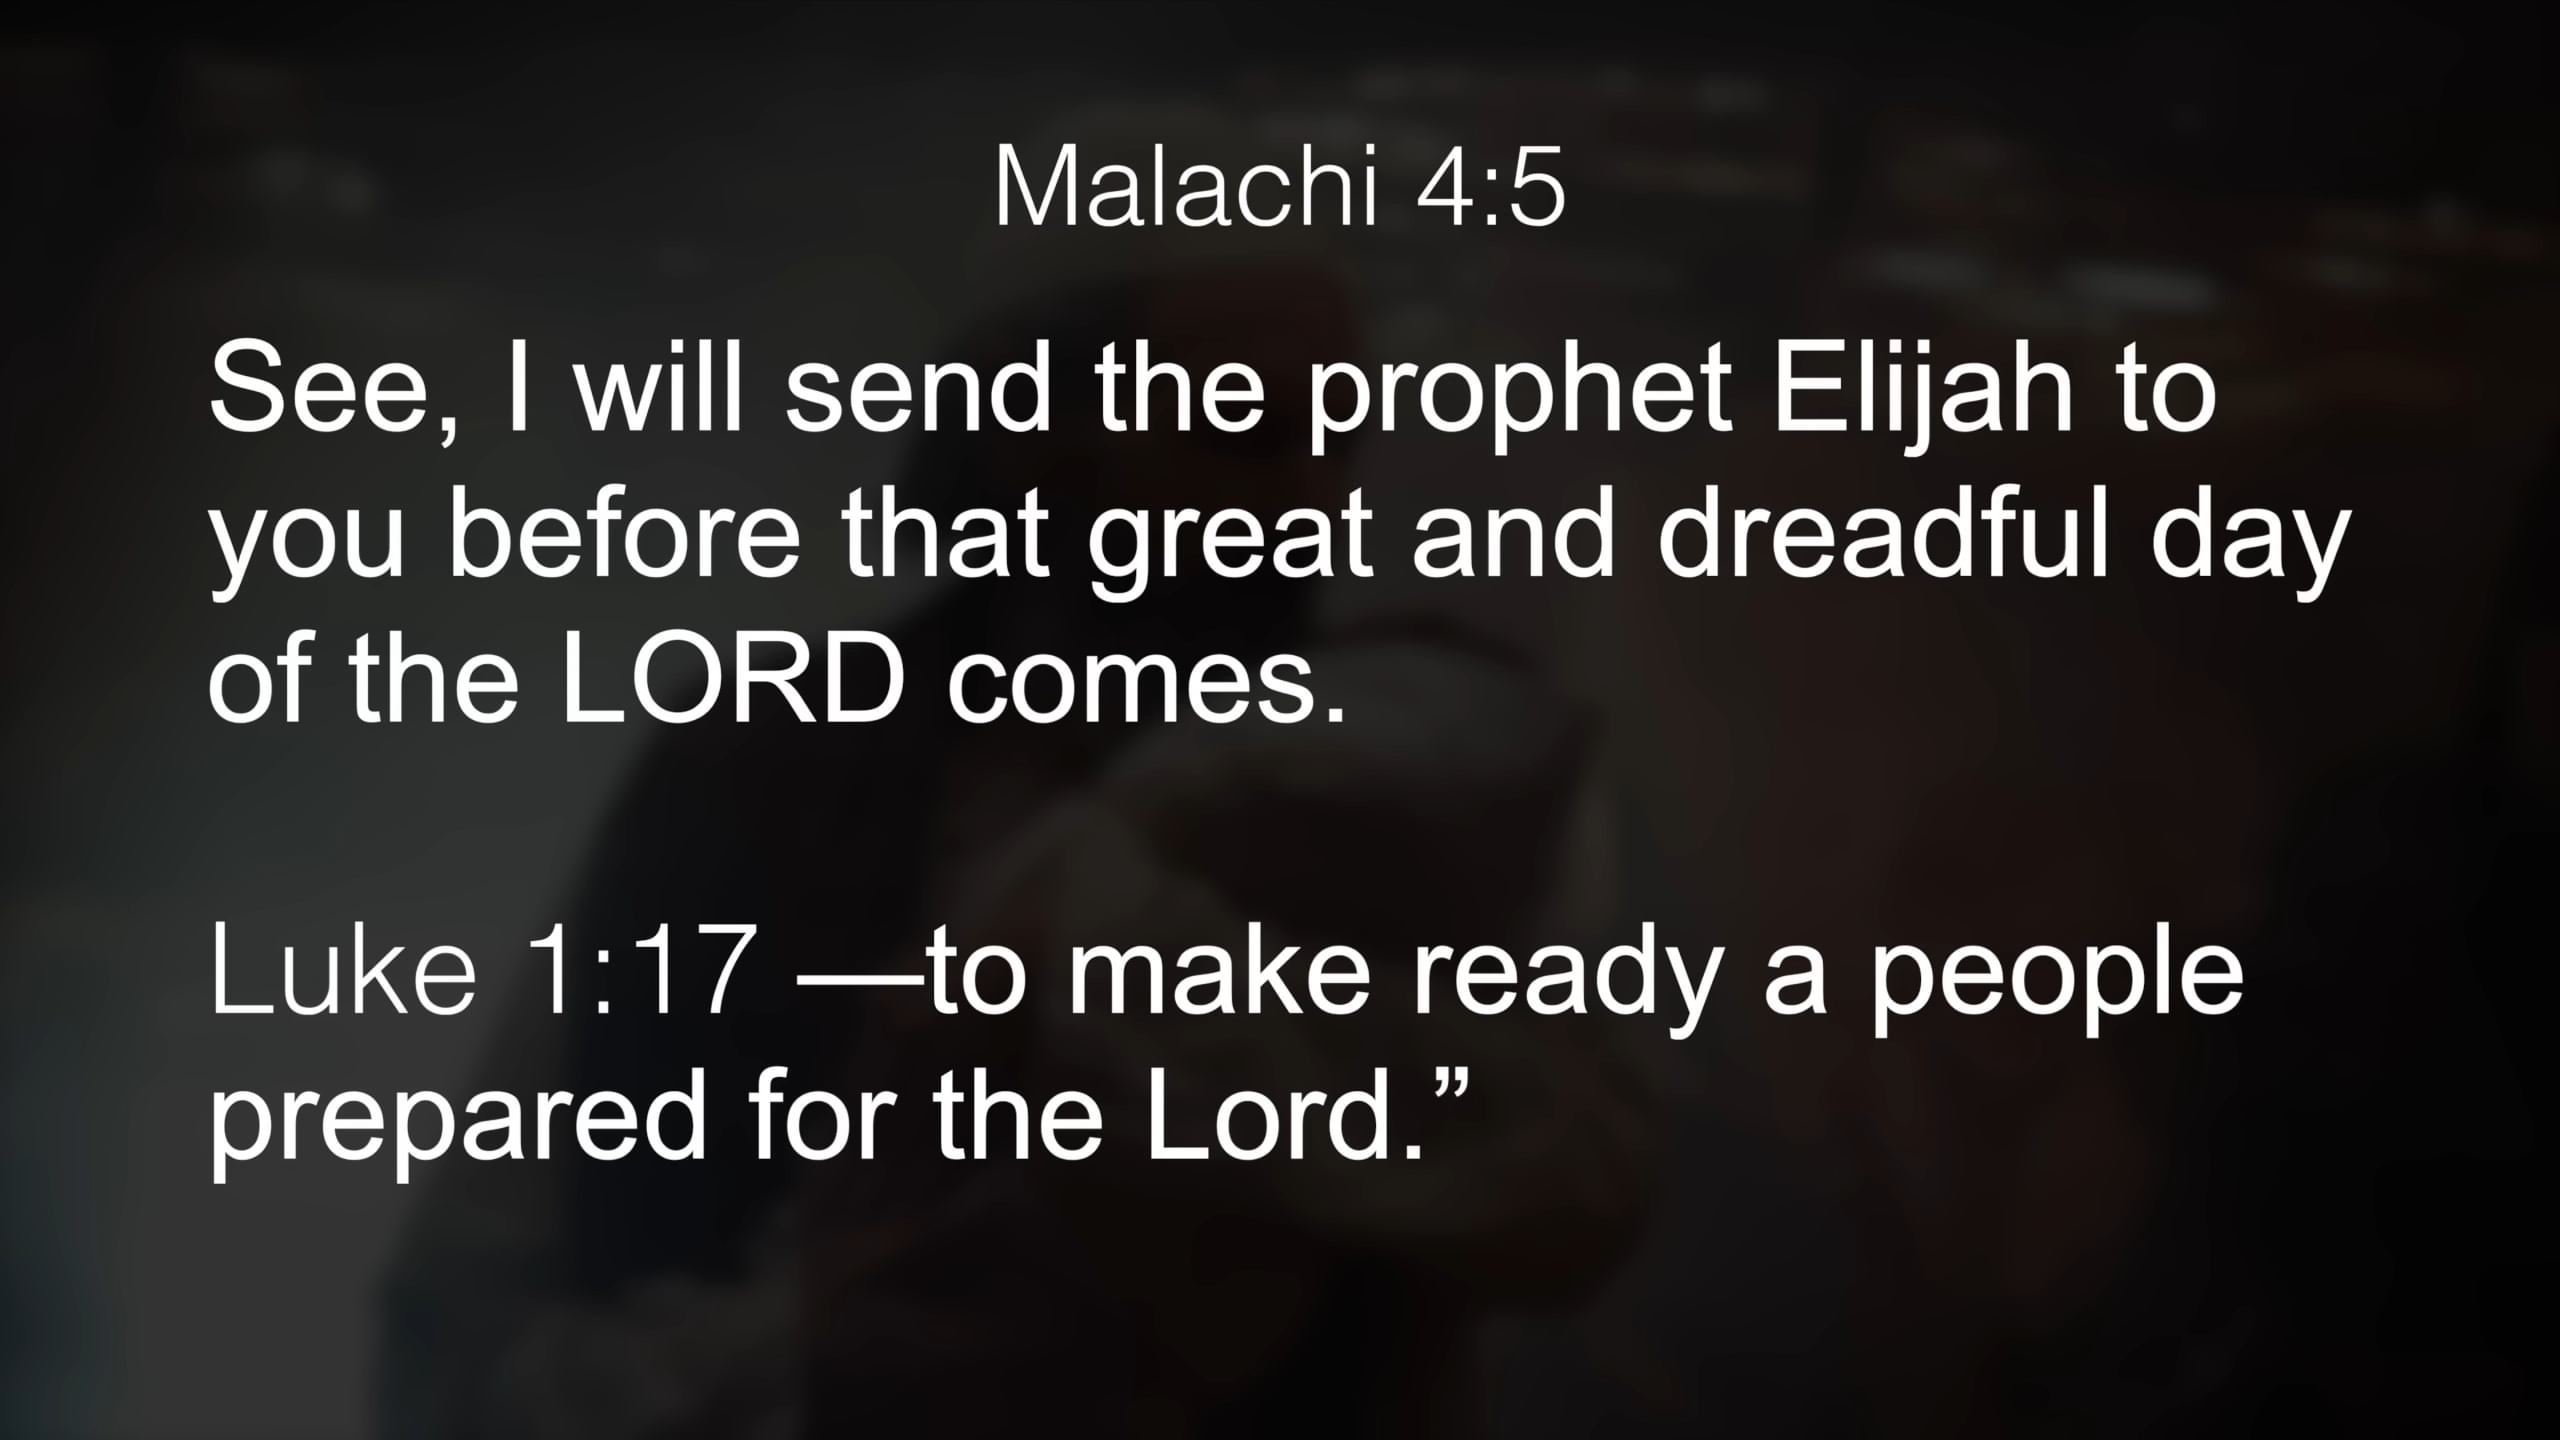 Malachi 4:5
See, I will send the prophet Elijah to
you before that great and dreadful day
of the LORD comes.
Luke 1:17 —to make ready a people
prepared for the Lord.”